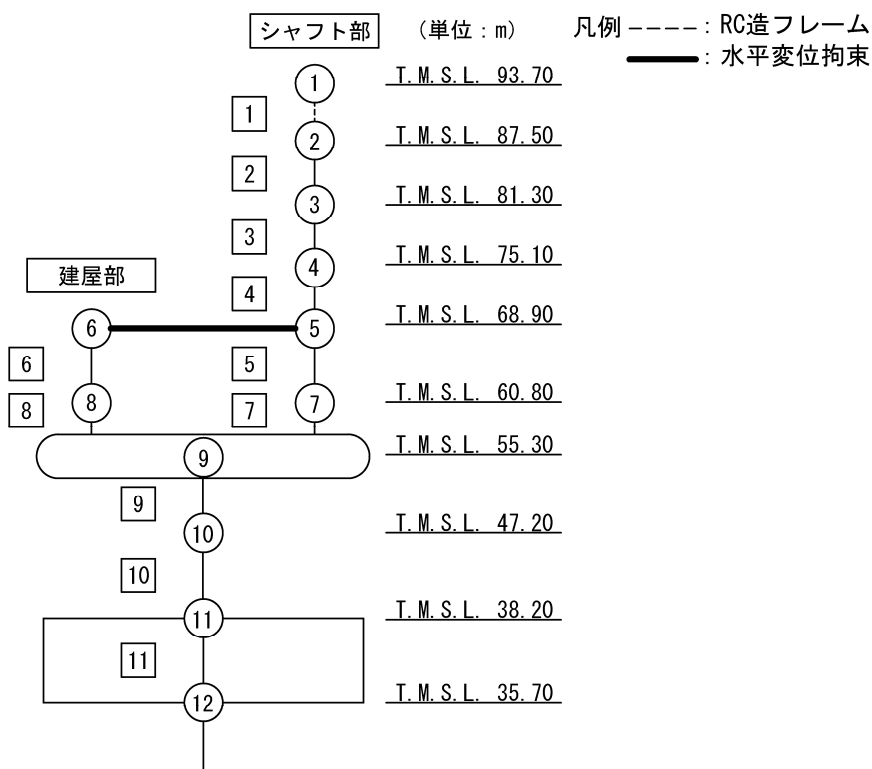 シャフト部 (単位：m) 凡例 ----：RC造フレーム
：水平変位拘束
1 T.M.S.L. 93.70
1
2 T.M.S.L. 87.50
2
3 T.M.S.L. 81.30
3
4 T.M.S.L. 75.10
建屋部 4
6 5 T.M.S.L. 68.90
6 5
8 8 7 7 T.M.S.L. 60.80
9 T.M.S.L. 55.30
9
10 T.M.S.L. 47.20
10
11 T.M.S.L. 38.20
11
12 T.M.S.L. 35.70